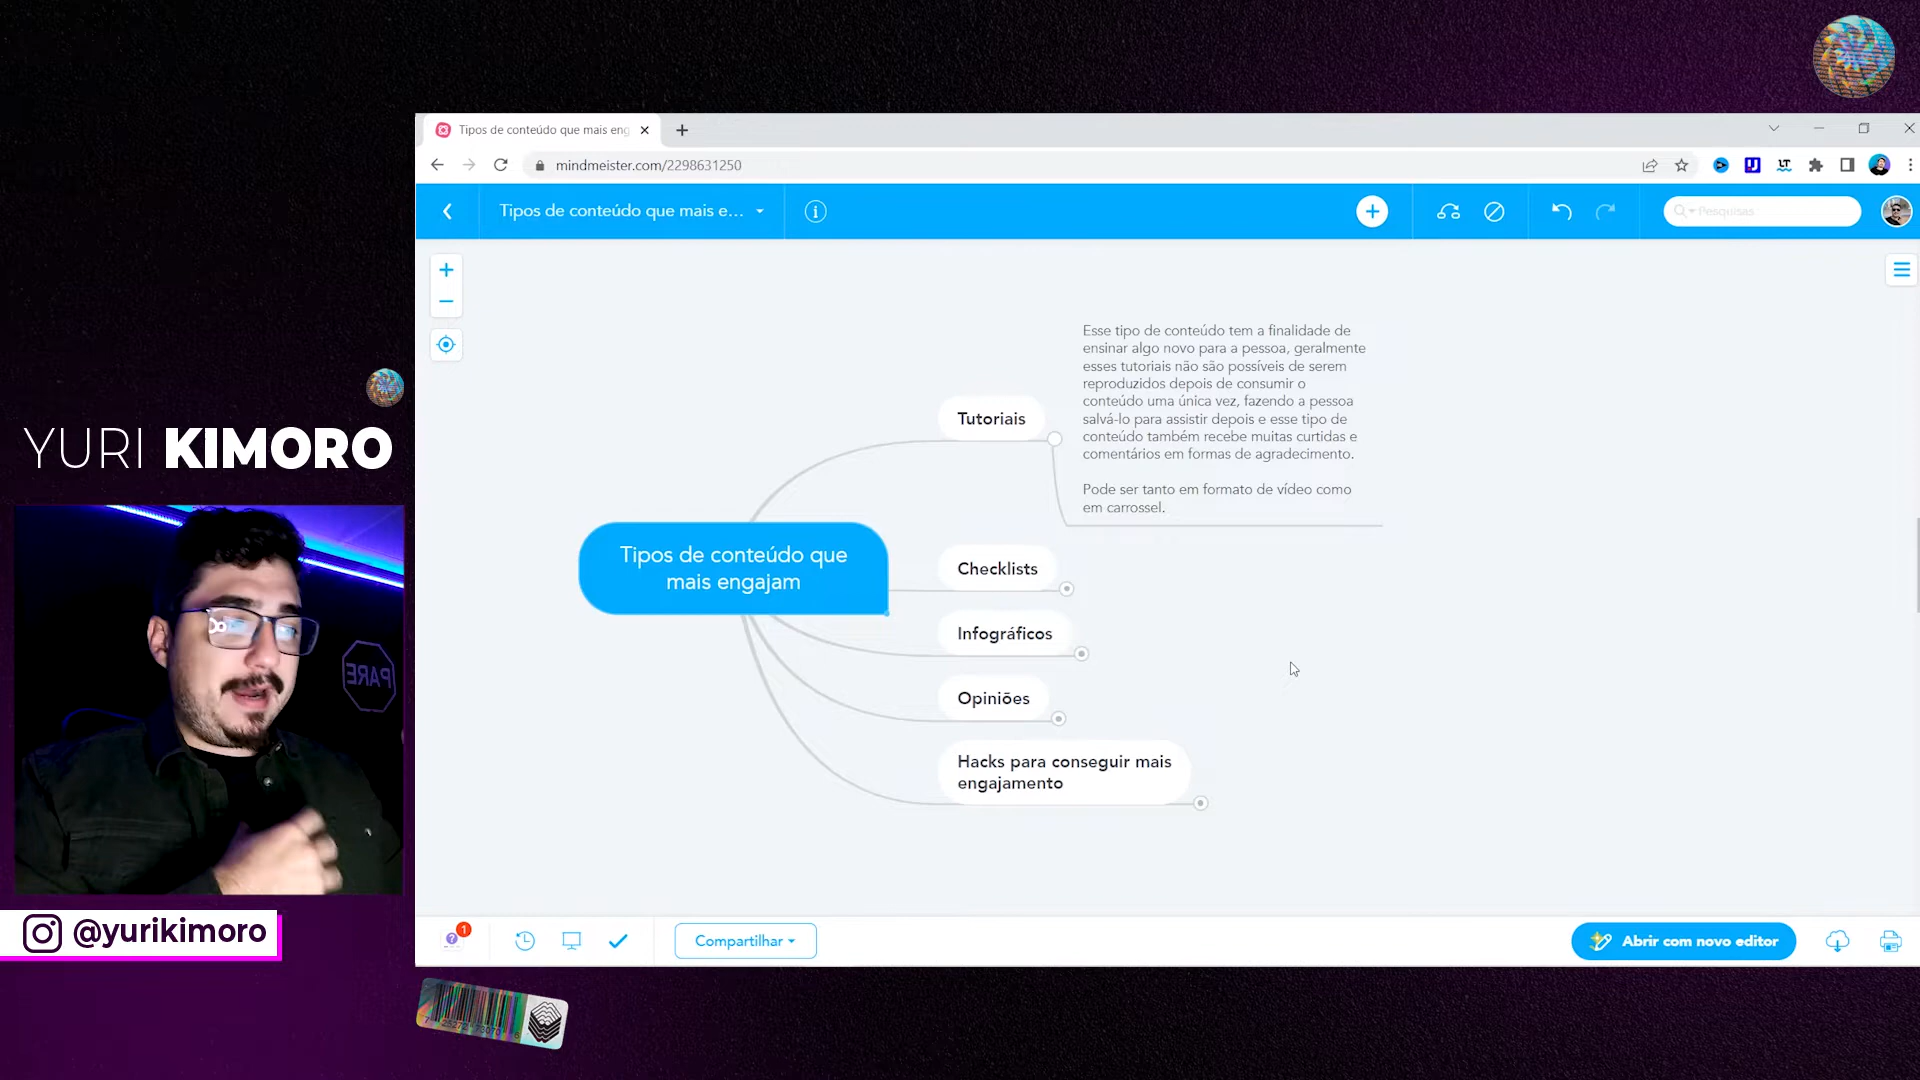 Tipos de conteúdo que mais eng
mindmeister.com/2298631250
Tipos de conteúdo que mais e...
Pesquisas
Esse tipo de conteúdo tem a finalidade de
ensinar algo novo para a pessoa, geralmente
esses tutoriais não são possíveis de serem
reproduzidos depois de consumir o
conteúdo uma única vez, fazendo a pessoa
salvá-lo para assistir depois e esse tipo de
conteúdo também recebe muitas curtidas e
comentários em formas de agradecimento.
Pode ser tanto em formato de vídeo como
em carrossel.
Tutoriais
Tipos de conteúdo que
mais engajam
Checklists
Infográficos
Opiniões
Hacks para conseguir mais
engajamento
YURI KIMORO
PARE
@yurikimoro
1
Compartilhar
Abrir com novo editor